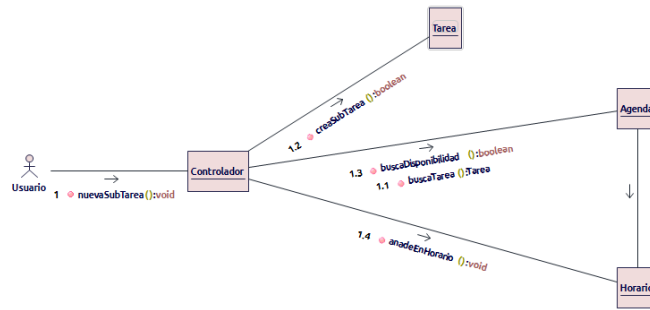 Tarea
1.2 creaSubTarea ():boolean
Agenda
1.3 buscaDisponibilidad ():boolean
1.1 buscaTarea ():Tarea
Controlador
Usuario
1 nuevaSubTarea():void
1.4 anadeEnHorario ():void
Horario